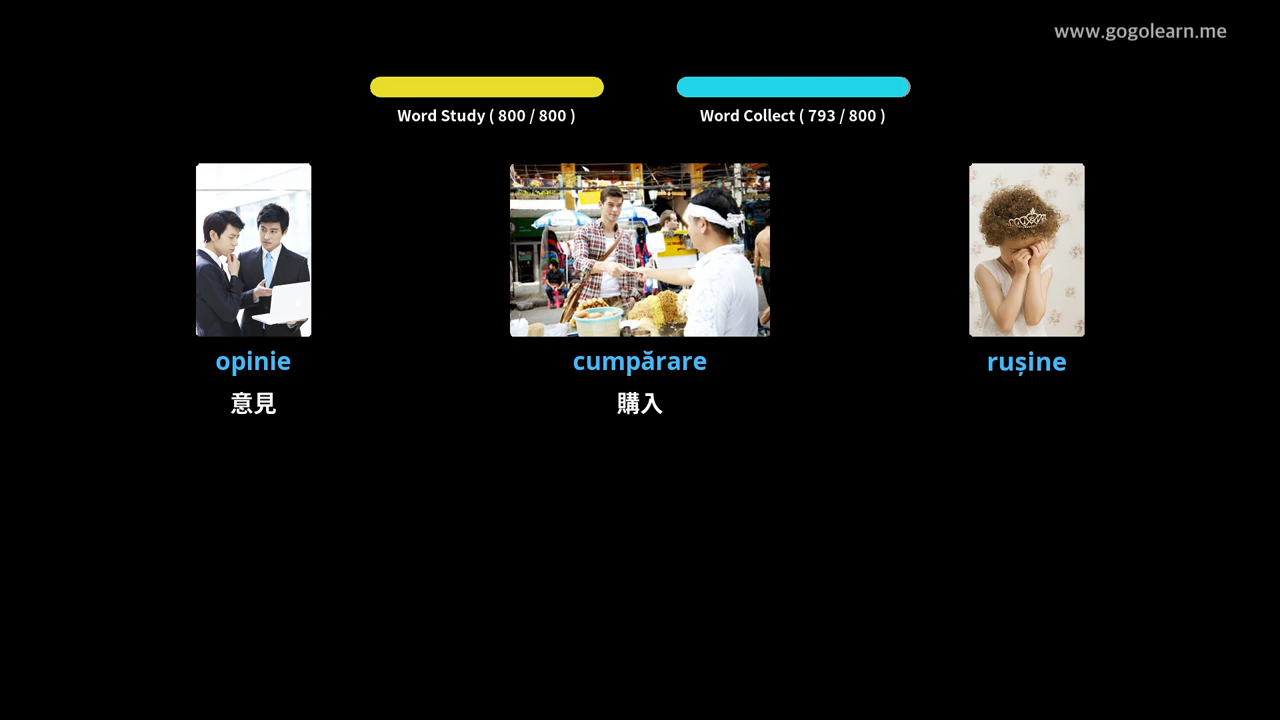 www.gogolearn.me
Word Study ( 800 / 800 )
Word Collect ( 793 / 800 )
opinie
cumpărare
rușine
意見
購入